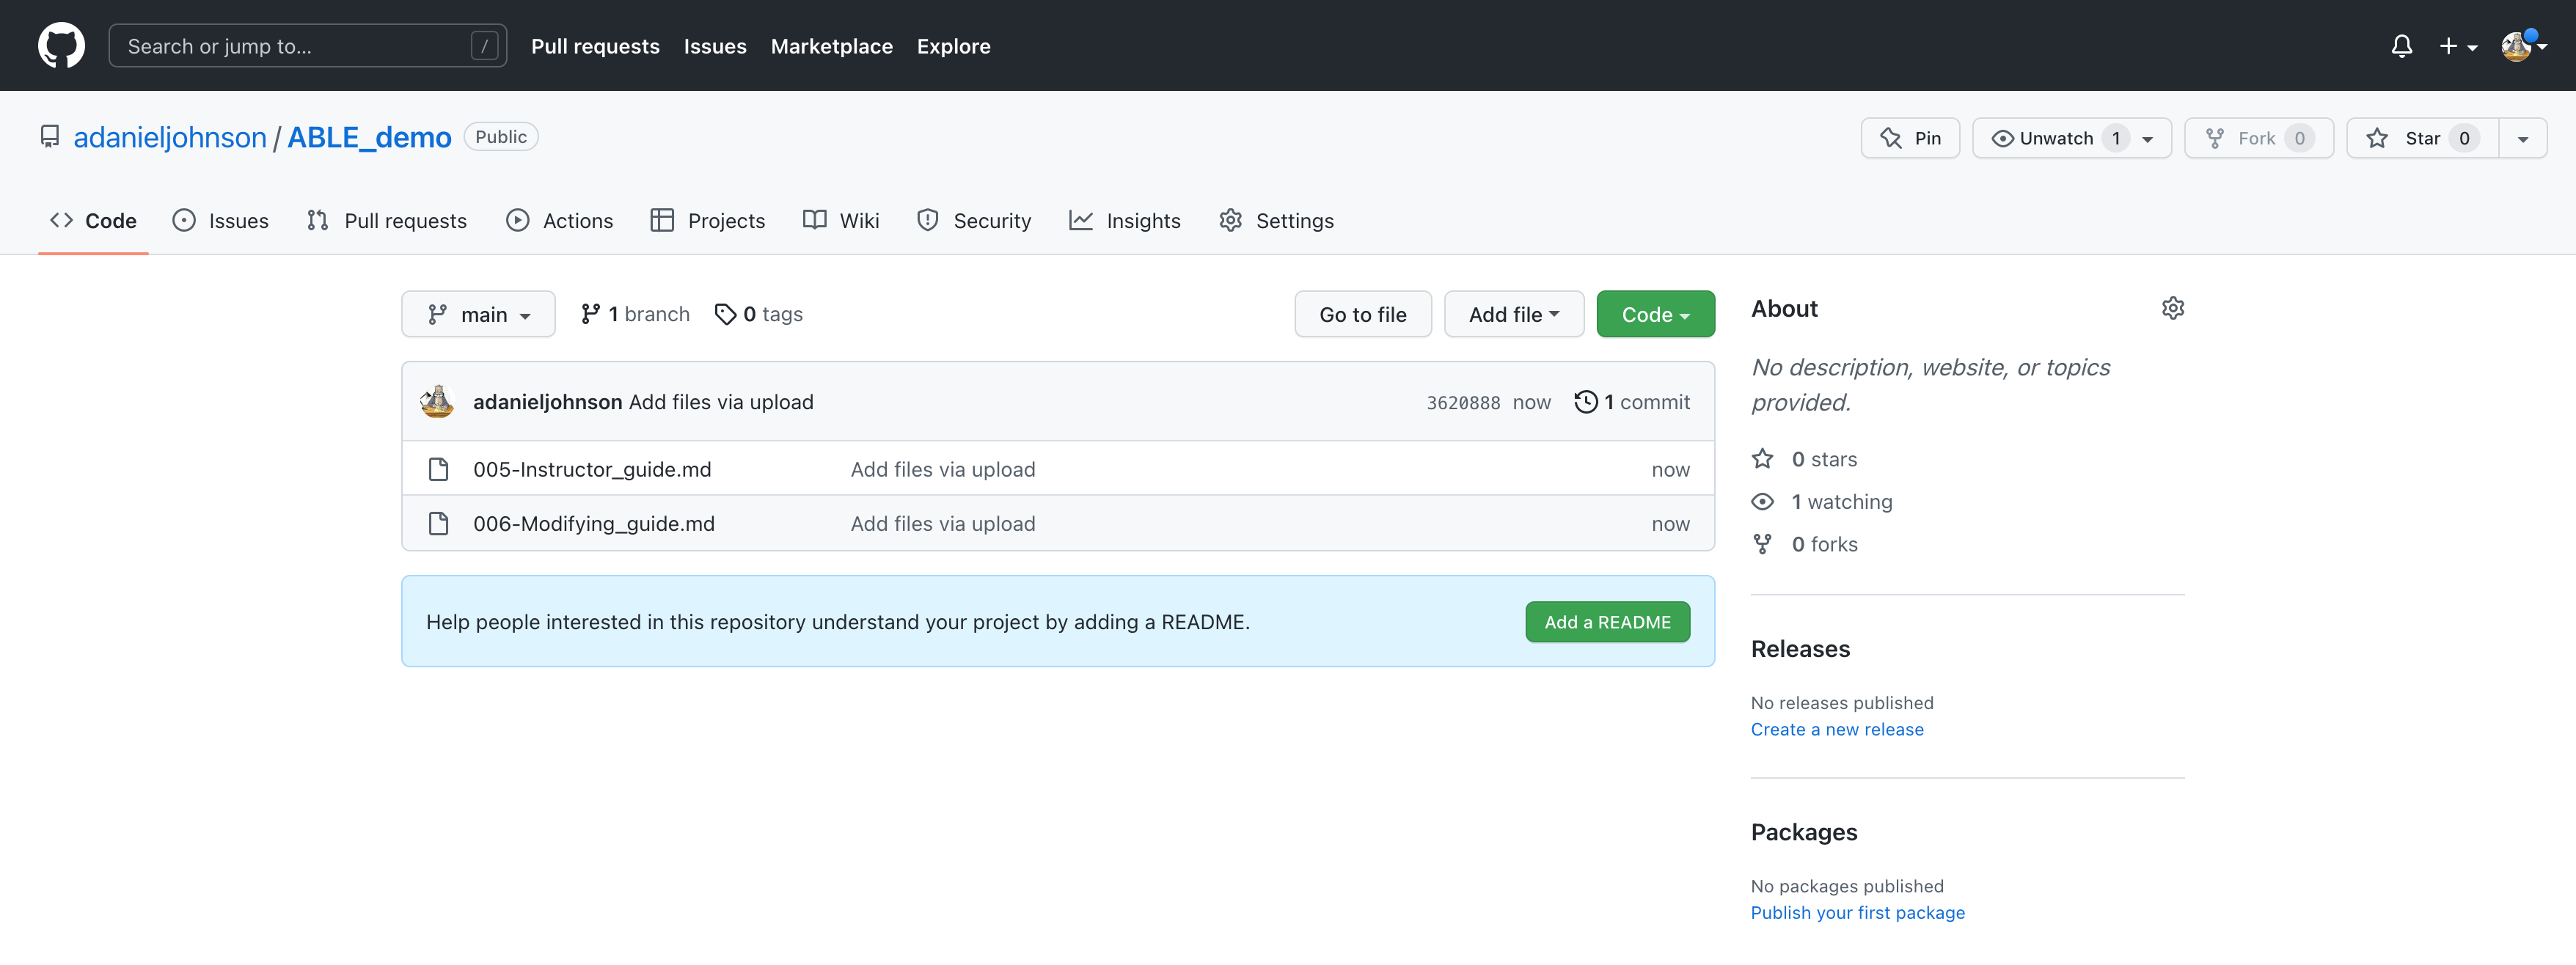 Search or jump to... / Pull requests Issues Marketplace Explore
adanieljohnson / ABLE_demo Public Pin Unwatch 1 Fork 0 Star 0
Code Issues Pull requests Actions Projects Wiki Security Insights Settings
main 1 branch 0 tags Go to file Add file Code
adanieljohnson Add files via upload 3620888 now 1 commit
005-Instructor_guide.md Add files via upload now
006-Modifying_guide.md Add files via upload now
Help people interested in this repository understand your project by adding a README. Add a README
About
No description, website, or topics
provided.
0 stars
1 watching
0 forks
Releases
No releases published
Create a new release
Packages
No packages published
Publish your first package